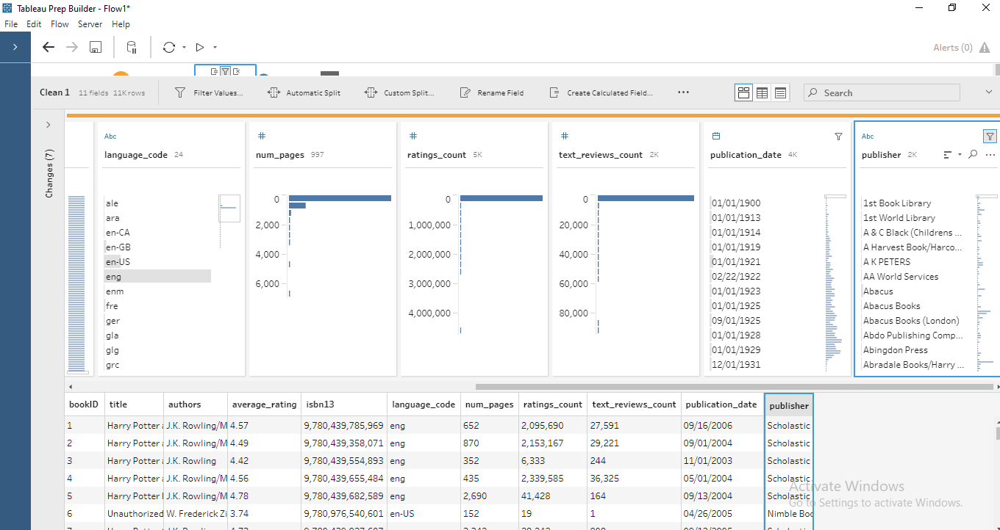 Tableau Prep Builder - Flow1*
File Edit Flow Server Help
Alerts (0)
Clean 1 11 fields 11K rows Filter Values... Automatic Split Custom Split... Rename Field Create Calculated Field... ... Search
Changes (7)
Abc
language_code 24
ale
ara
en-CA
en-GB
en-US
eng
enm
fre
ger
gla
glg
grc
#
num_pages 997
0
2,000
4,000
6,000
#
ratings_count 5K
0
1,000,000
2,000,000
3,000,000
4,000,000
#
text_reviews_count 2K
0
20,000
40,000
60,000
80,000
publication_date 4K
01/01/1900
01/01/1913
01/01/1914
01/01/1919
01/01/1921
02/22/1922
01/01/1923
01/01/1925
09/01/1925
01/01/1928
01/01/1929
12/01/1931
Abc
publisher 2K ...
1st Book Library
1st World Library
A & C Black (Childrens ...
A Harvest Book/Harco...
A K PETERS
AA World Services
Abacus
Abacus Books
Abacus Books (London)
Abdo Publishing Comp...
Abingdon Press
Abradale Books/Harry ...
bookID title authors average_rating isbn13 language_code num_pages ratings_count text_reviews_count publication_date publisher
1 Harry Potter J.K. Rowling/M 4.57 9,780,439,785,969 eng 652 2,095,690 27,591 09/16/2006 Scholastic
2 Harry Potter J.K. Rowling/M 4.49 9,780,439,358,071 eng 870 2,153,167 29,221 09/01/2004 Scholastic
3 Harry Potter J.K. Rowling 4.42 9,780,439,554,893 eng 352 6,333 244 11/01/2003 Scholastic
4 Harry Potter J.K. Rowling/M 4.56 9,780,439,655,484 eng 435 2,339,585 36,325 05/01/2004 Scholastic
5 Harry Potter J.K. Rowling/M 4.78 9,780,439,682,589 eng 2,690 41,428 164 09/13/2004 Scholastic
6 Unauthorized W. Frederick Zi 3.74 9,780,976,540,601 en-US 152 19 1 04/26/2005 Nimble Boo
Activate Windows
Go to Settings to activate Windows.